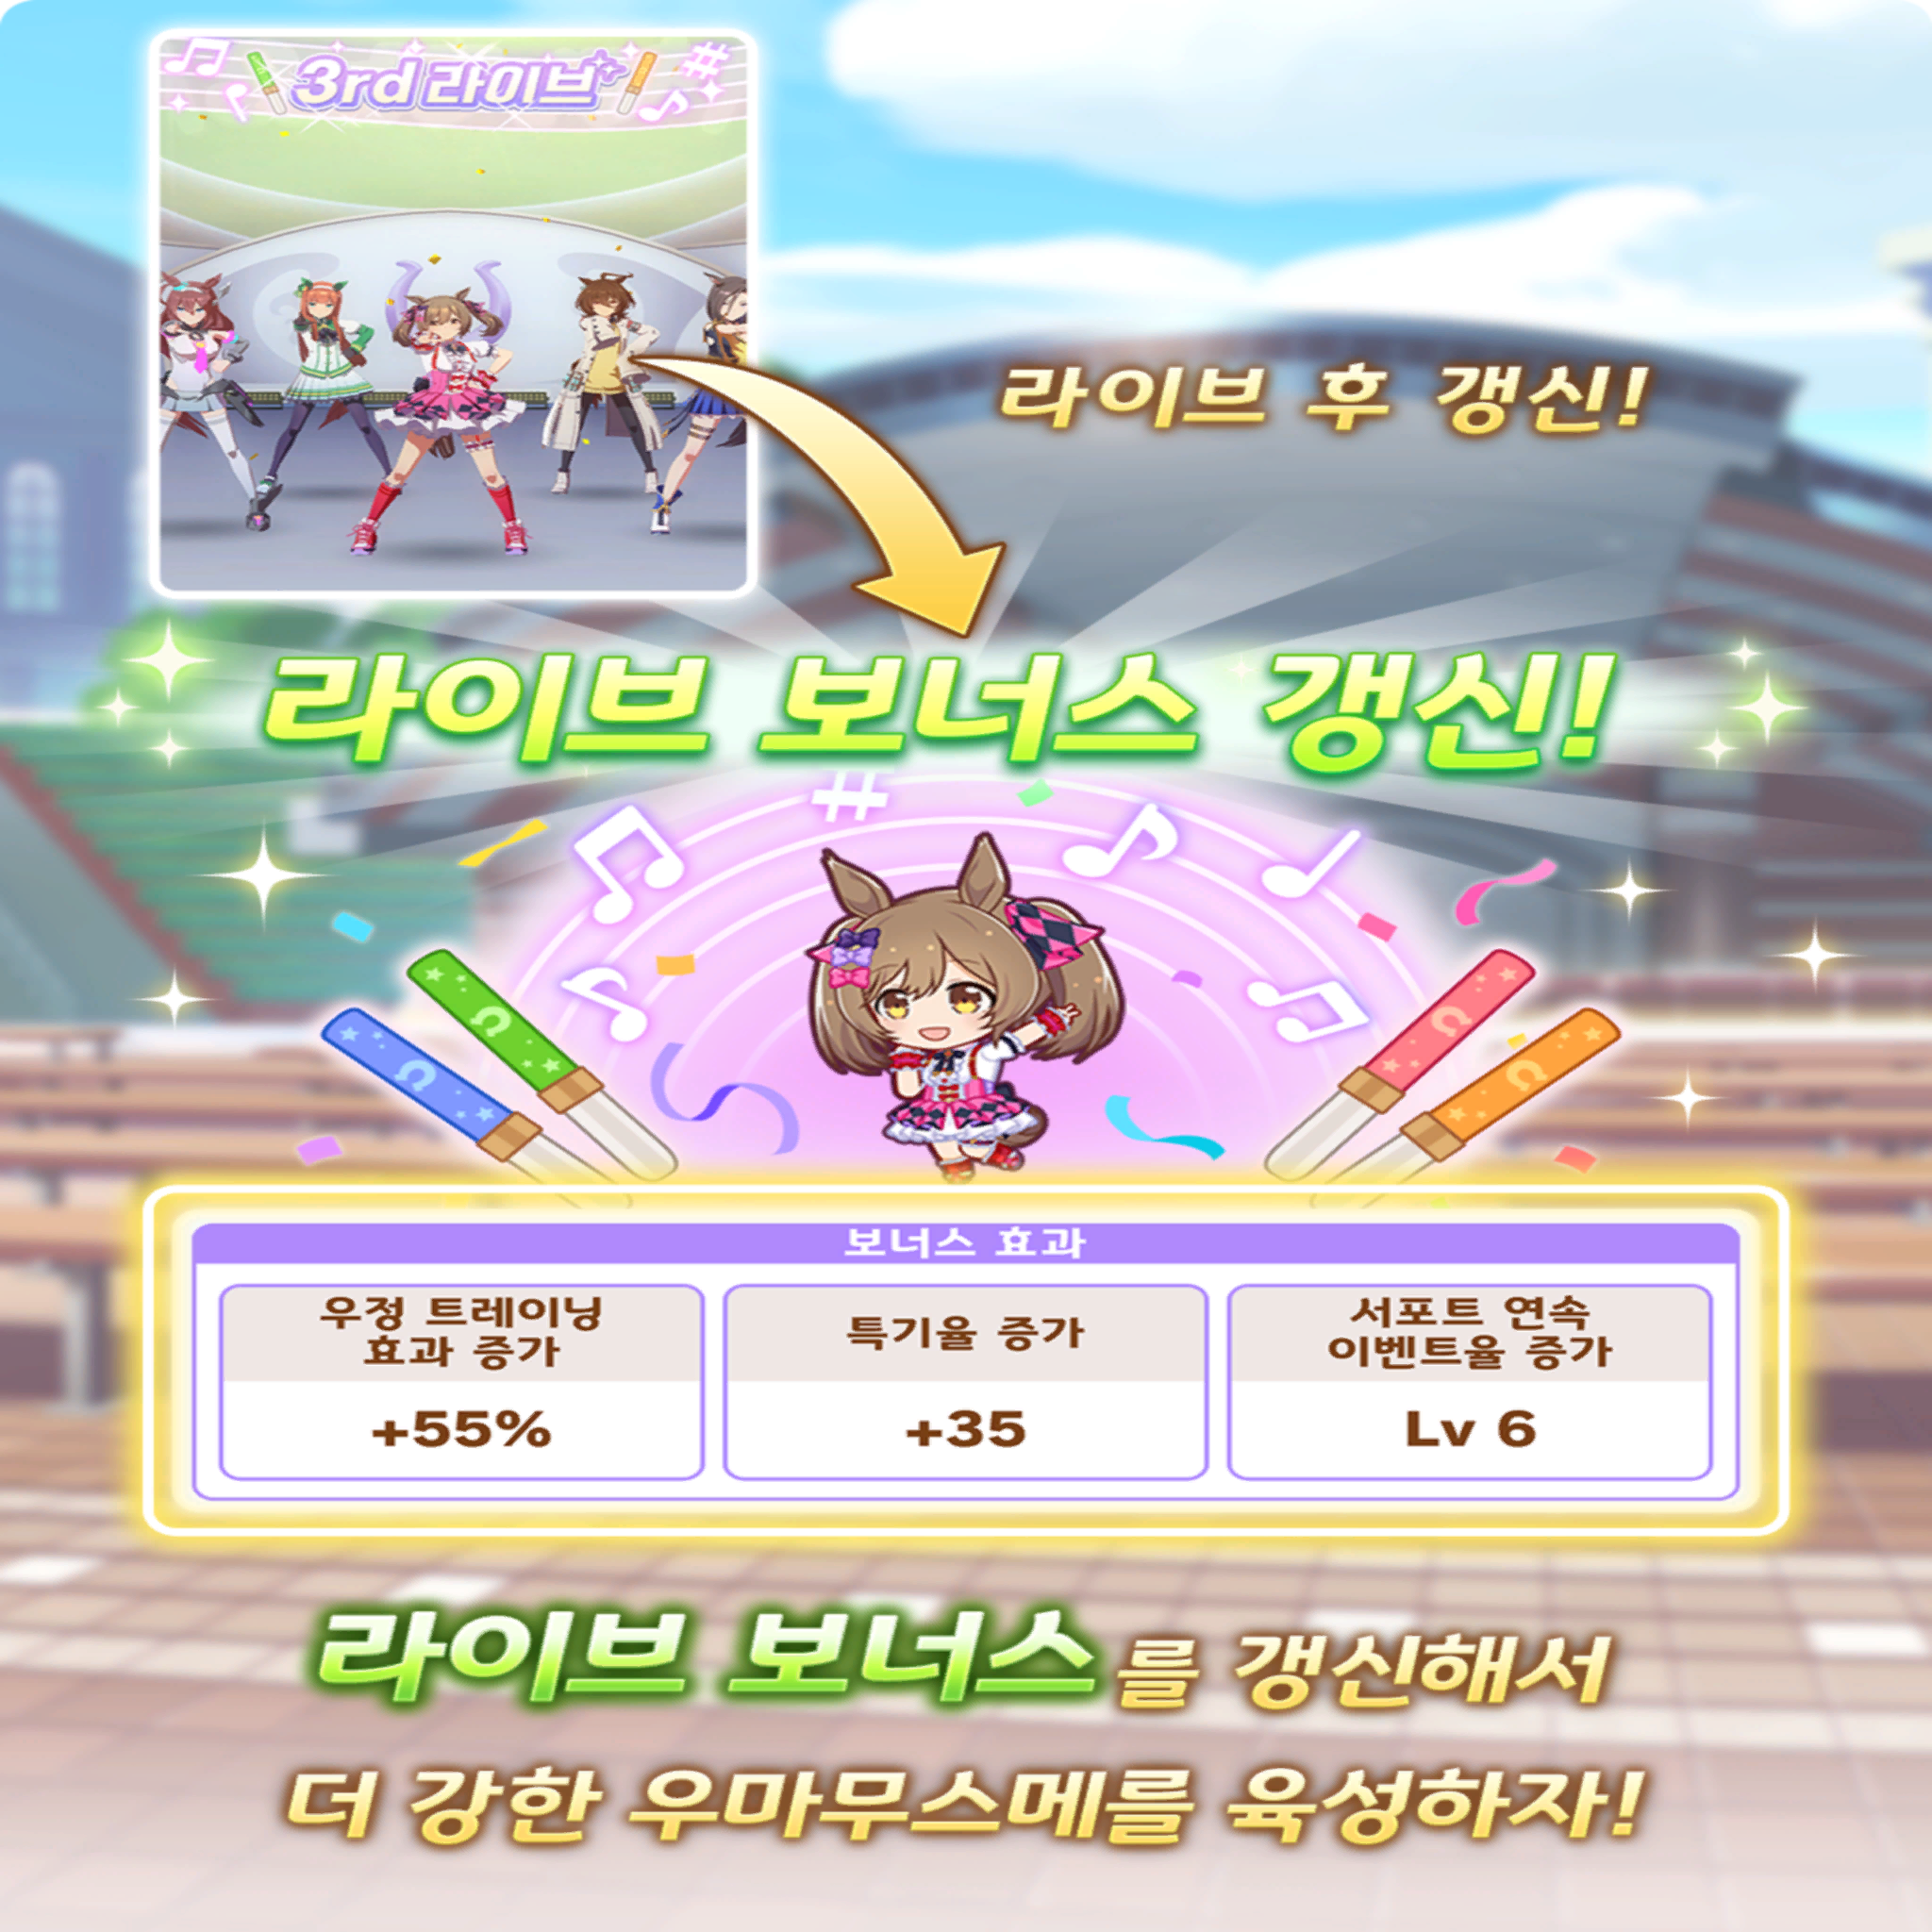 3rd 라이브
라이브 후 갱신!
라이브 보너스 갱신!
보너스 효과
우정 트레이닝
효과 증가
+55%
특기율 증가
+35
서포트 연속
이벤트율 증가
Lv 6
라이브 보너스를 갱신해서
더 강한 우마무스메를 육성하자!